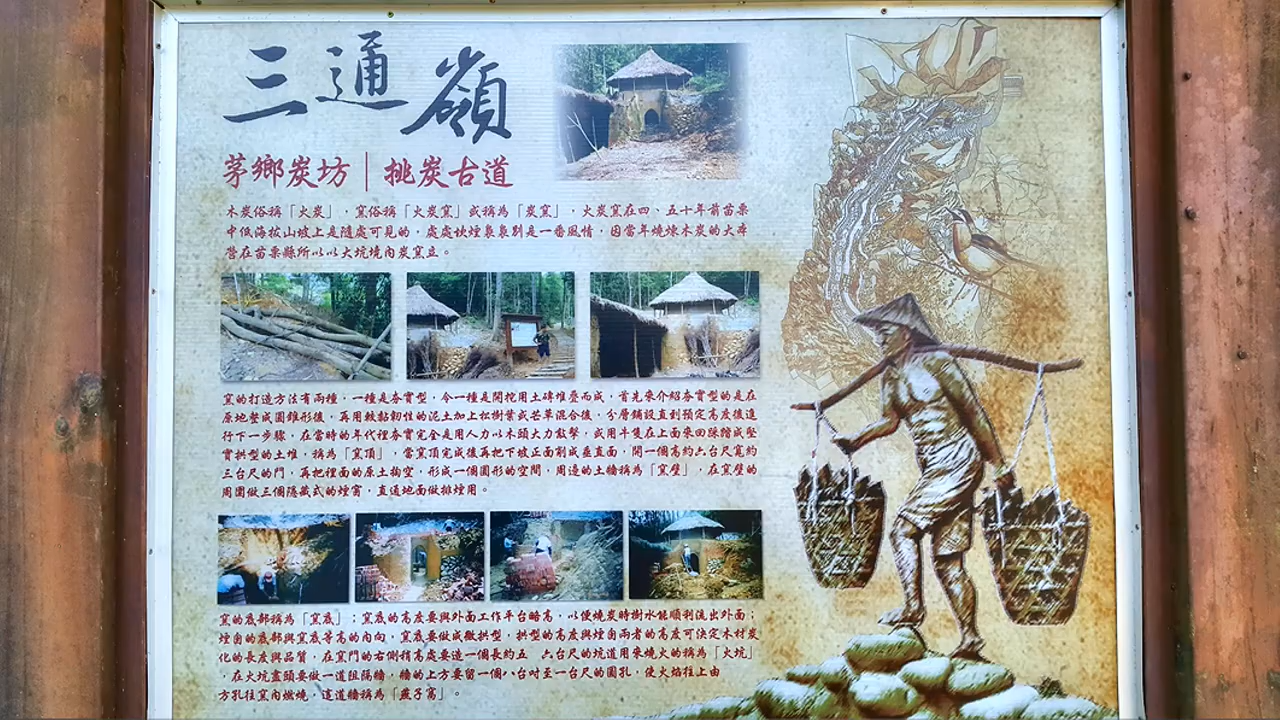 三通嶺
茅鄉炭坊｜挑炭古道
木炭俗稱「火炭」，窯俗稱「火炭窯」或稱為「炭窯」，火炭窯在四、五十年前苗栗
中低海拔山坡上是隨處可見的，處處炊煙裊裊別是一番風情，因當年燒煉木炭的大本
營在苗栗縣所以以大坑境內炭窯立。
窯的打造方法有兩種，一種是夯實型，令一種是開挖用土磚堆疊而成，首先來介紹夯實型的是在
原地整成圓錐形後，再用較黏韌性的泥土加上松樹葉或芒草混合後，分層鋪設直到預定高度後進
行下一步驟，在當時的年代裡夯實完全是用人力以木頭大力敲擊，或用牛隻在上面來回踩踏成堅
實拱型的土堆，稱為「窯頂」，當窯頂完成後再把下坡正面削成垂直面，開一個高約六台尺寬約
三台尺的門，再把裡面的原土掏空，形成一個圓形的空間，周邊的土牆稱為「窯壁」，在窯壁的
周圍做三個隱藏式的煙窗，直通地面做排煙用。
窯的底部稱為「窯底」；窯底的高度要與外面工作平台略高，以便燒炭時樹水能順利流出外面；
煙囪的底部與窯底等高的內向，窯底要做成微拱型，拱型的高度與煙囪兩者的高度可決定木材炭
化的長度與品質，在窯門的右側稍高處要造一個長約五 六台尺的坑道用來燒火的稱為「火坑」
，在火坑盡頭要做一道阻隔牆，牆的上方要留一個八台吋至一台尺的圓孔，使火焰往上由
方孔往窯內燃燒，這道牆稱為「燕子窩」。